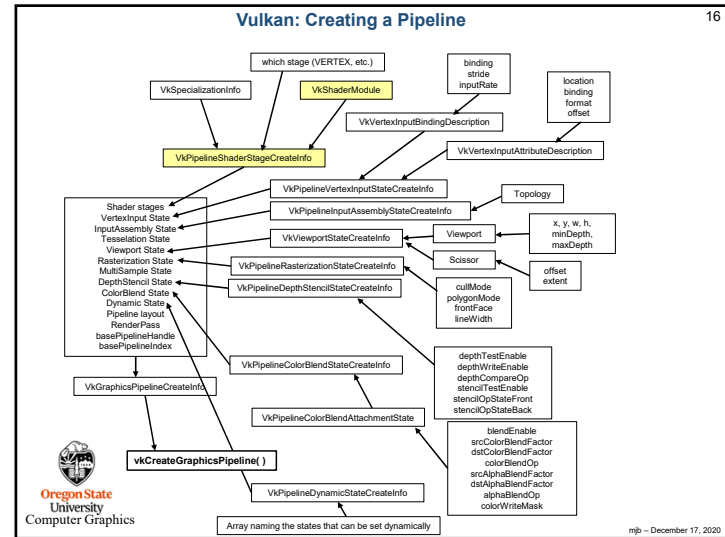 Vulkan: Creating a Pipeline
16
which stage (VERTEX, etc.)
VkSpecializationInfo
VkShaderModule
binding
stride
inputRate
location
binding
format
offset
VkVertexInputBindingDescription
VkVertexInputAttributeDescription
VkPipelineShaderStageCreateInfo
VkPipelineVertexInputStateCreateInfo
VkPipelineInputAssemblyStateCreateInfo
Topology
Shader stages
VertexInput State
InputAssembly State
Tesselation State
Viewport State
Rasterization State
MultiSample State
DepthStencil State
ColorBlend State
Dynamic State
Pipeline layout
RenderPass
basePipelineHandle
basePipelineIndex
VkViewportStateCreateInfo
Viewport
x, y, w, h,
minDepth,
maxDepth
Scissor
offset
extent
VkPipelineRasterizationStateCreateInfo
cullMode
polygonMode
frontFace
lineWidth
VkPipelineDepthStencilStateCreateInfo
depthTestEnable
depthWriteEnable
depthCompareOp
stencilTestEnable
stencilOpStateFront
stencilOpStateBack
VkPipelineColorBlendStateCreateInfo
VkGraphicsPipelineCreateInfo
VkPipelineColorBlendAttachmentState
blendEnable
srcColorBlendFactor
dstColorBlendFactor
colorBlendOp
srcAlphaBlendFactor
dstAlphaBlendFactor
alphaBlendOp
colorWriteMask
vkCreateGraphicsPipeline( )
VkPipelineDynamicStateCreateInfo
Array naming the states that can be set dynamically
Oregon State
University
Computer Graphics
mjb – December 17, 2020